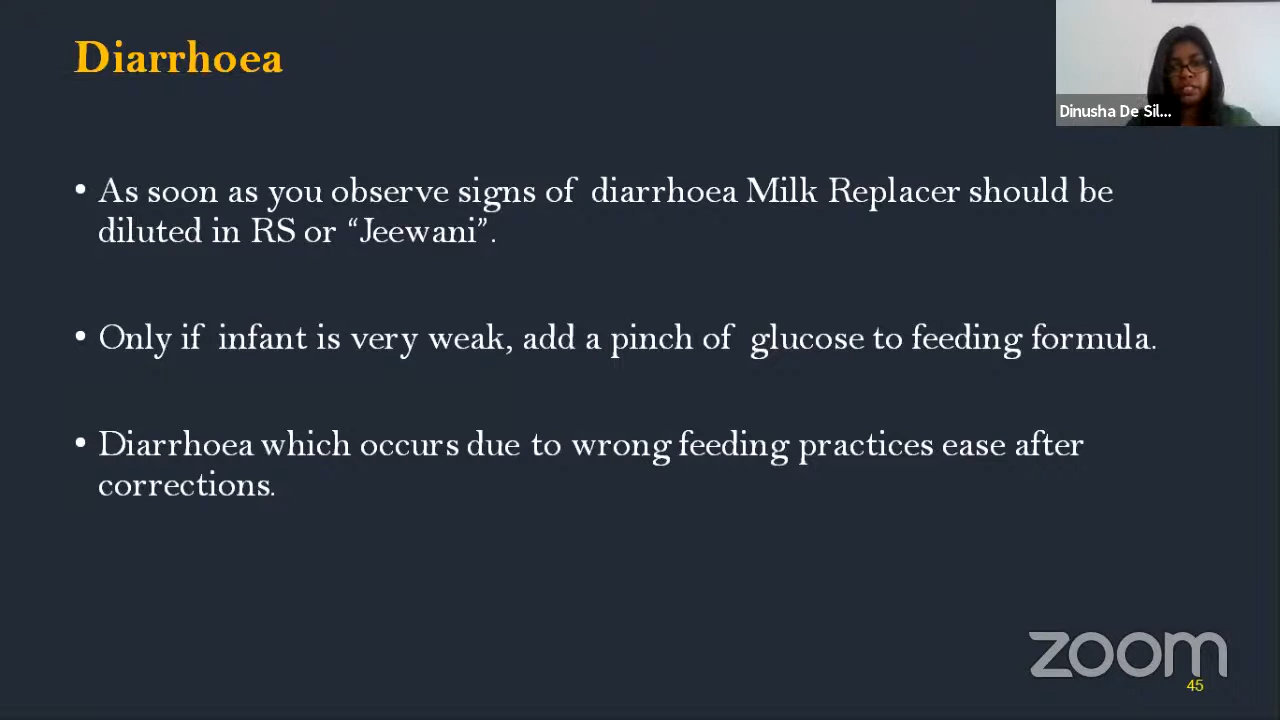 Diarrhoea
Dinusha De Sil...
• As soon as you observe signs of diarrhoea Milk Replacer should be
diluted in RS or “Jeewani”.
• Only if infant is very weak, add a pinch of glucose to feeding formula.
• Diarrhoea which occurs due to wrong feeding practices ease after
corrections.
zoom
45